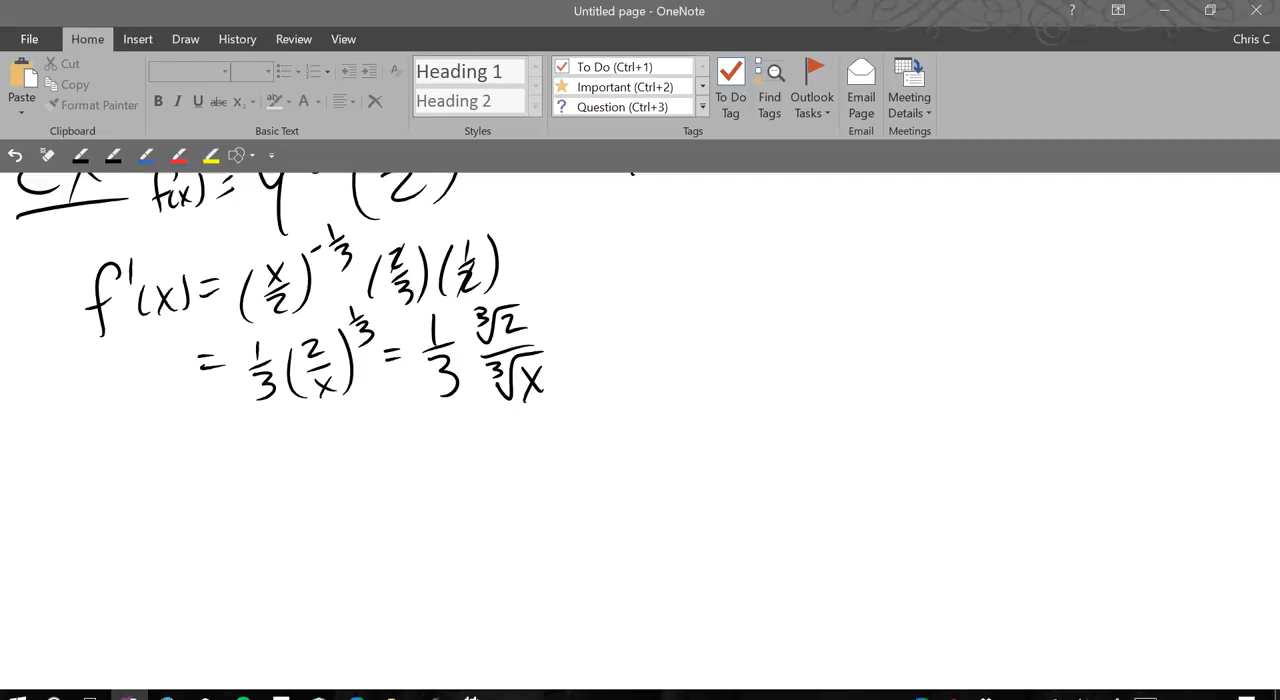 Untitled page - OneNote
File Home Insert Draw History Review View Chris C
Paste Cut Copy Format Painter Clipboard
B I U abc X₂ A Basic Text
Heading 1
Heading 2
Styles
To Do (Ctrl+1)
Important (Ctrl+2)
Question (Ctrl+3)
To Do Tag
Find Tags
Outlook Tasks
Tags
Email Page
Email
Meeting Details
Meetings
f(x) = y
f'(x) = (x/2)^{-1/3} (2/3)(1/2)
= 1/3 (2/x)^{1/3} = 1/3 ∛2/∛x